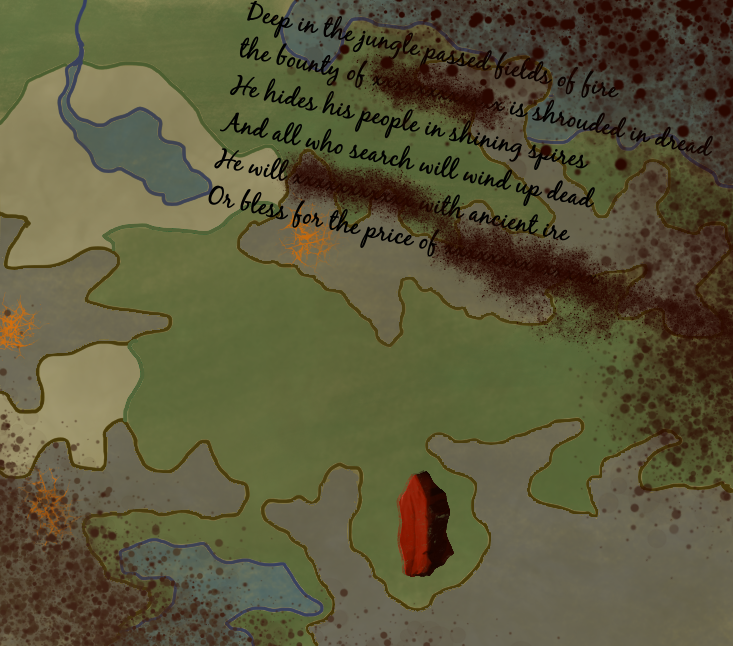 Deep in the jungle passed fields of fire
the bounty of x is shrouded in dread
He hides his people in shining spires
And all who search will wind up dead
He will with ancient ire
Or bless for the price of